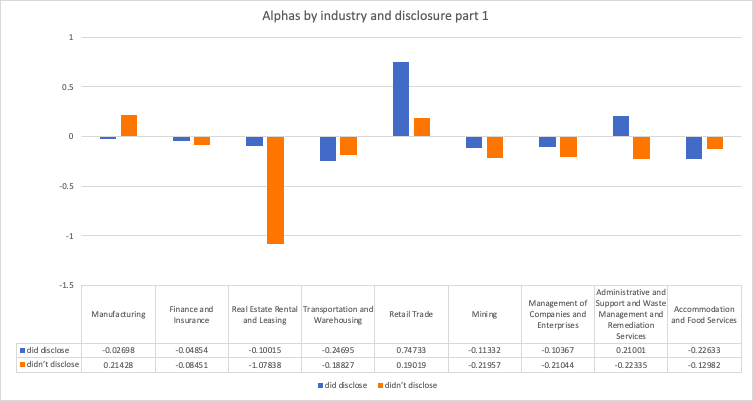 Alphas by industry and disclosure part 1
1
0.5
0
-0.5
-1
-1.5
Manufacturing
Finance and
Insurance
Real Estate Rental
and Leasing
Transportation and
Warehousing
Retail Trade
Mining
Management of
Companies and
Enterprises
Administrative and
Support and Waste
Management and
Remediation
Services
Accommodation
and Food Services
did disclose -0.02698 -0.04854 -0.10015 -0.24695 0.74733 -0.11332 -0.10367 0.21001 -0.22633
didn't disclose 0.21428 -0.08451 -1.07838 -0.18827 0.19019 -0.21957 -0.21044 -0.22335 -0.12982
did disclose didn't disclose